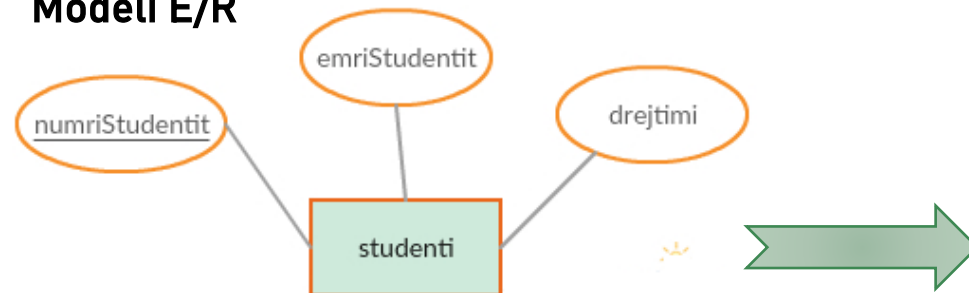 Modeli E/R
emriStudentit
numriStudentit
drejtimi
studenti